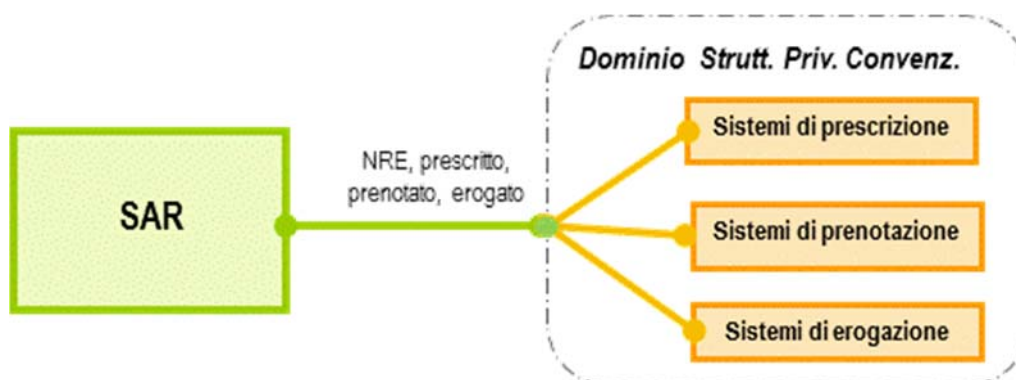 Dominio Strutt. Priv. Convenz.
Sistemi di prescrizione
NRE, prescritto,
prenotato, erogato
SAR
Sistemi di prenotazione
Sistemi di erogazione